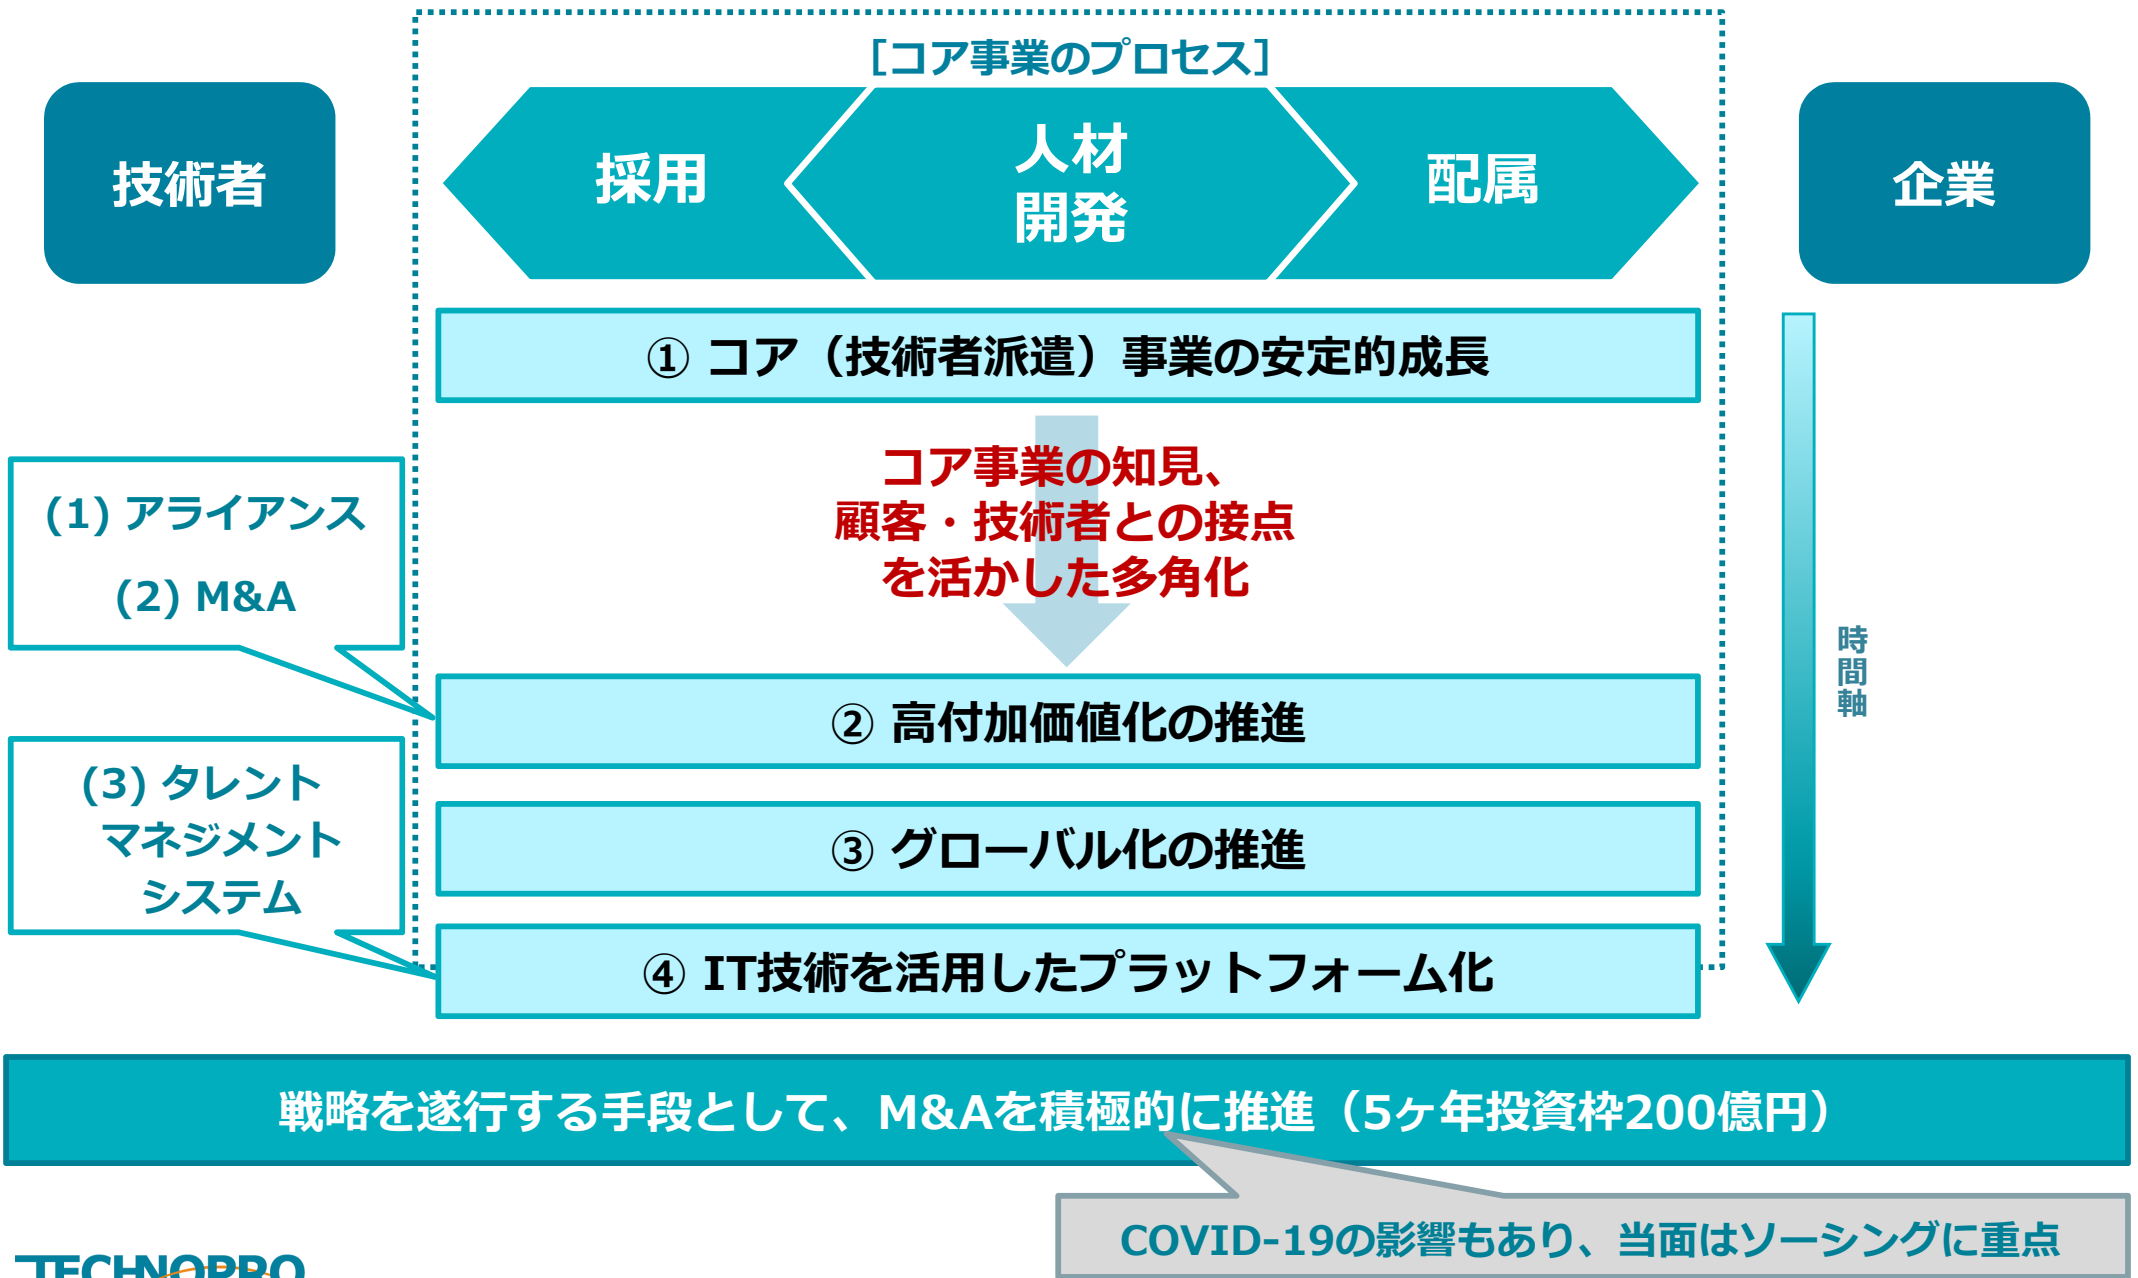 ［コア事業のプロセス］
技術者
採用
人材
開発
配属
企業
① コア（技術者派遣）事業の安定的成長
コア事業の知見、
顧客・技術者との接点
を活かした多角化
(1) アライアンス
(2) M&A
② 高付加価値化の推進
時間軸
(3) タレント
マネジメント
システム
③ グローバル化の推進
④ IT技術を活用したプラットフォーム化
戦略を遂行する手段として、M&Aを積極的に推進（5ヶ年投資枠200億円）
COVID-19の影響もあり、当面はソーシングに重点
TECHNOPRO